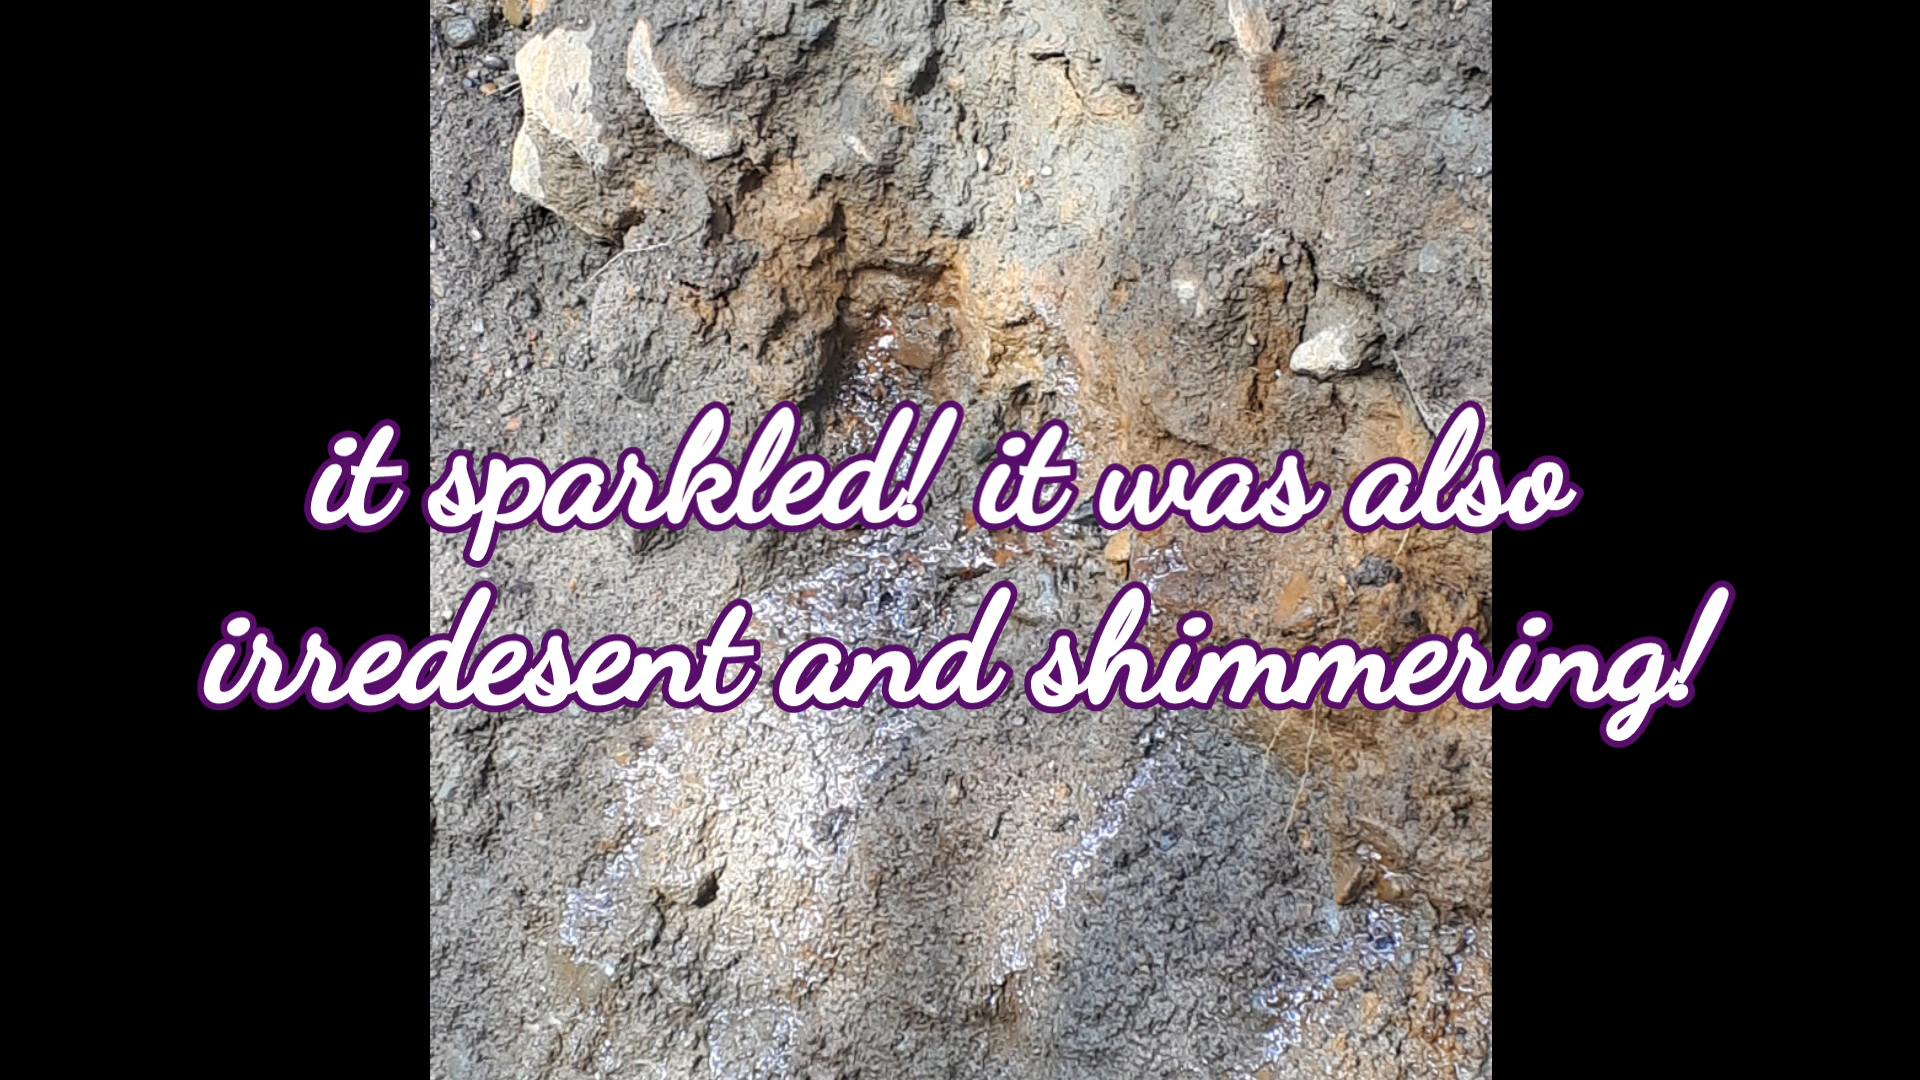 it sparkled! it was also
irredesent and shimmering!